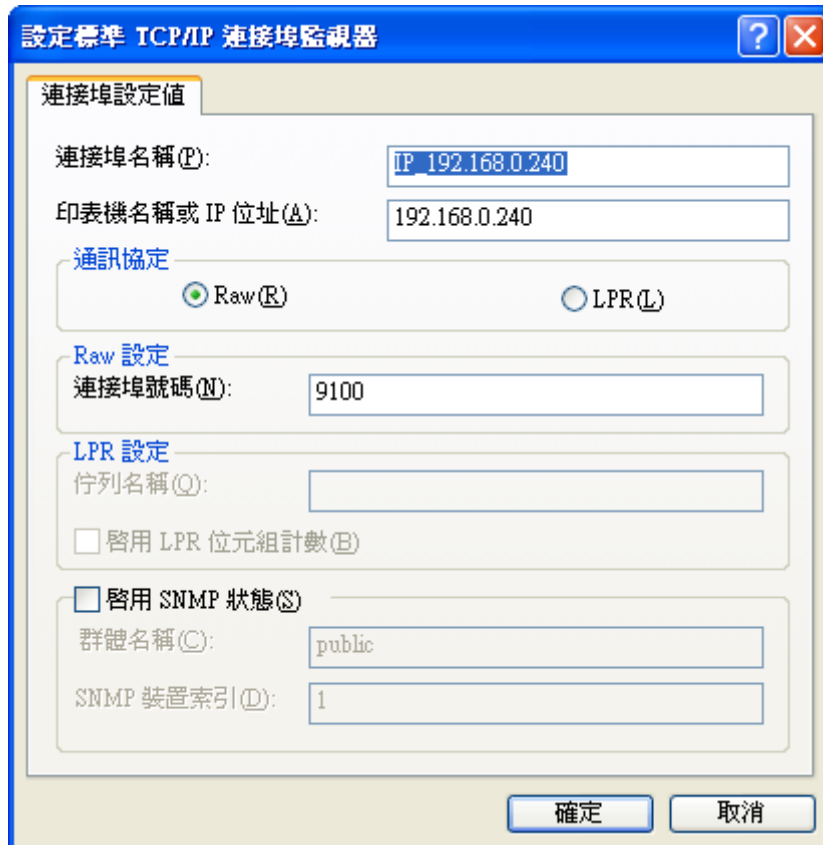 設定標準 TCP/IP 連接埠監視器
連接埠設定值
連接埠名稱(P): IP_192.168.0.240
印表機名稱或 IP 位址(A): 192.168.0.240
通訊協定
Raw(R) LPR(L)
Raw 設定
連接埠號碼(N): 9100
LPR 設定
佇列名稱(Q):
啓用 LPR 位元組計數(B)
啓用 SNMP 狀態(S)
群體名稱(C): public
SNMP 裝置索引(D): 1
確定 取消